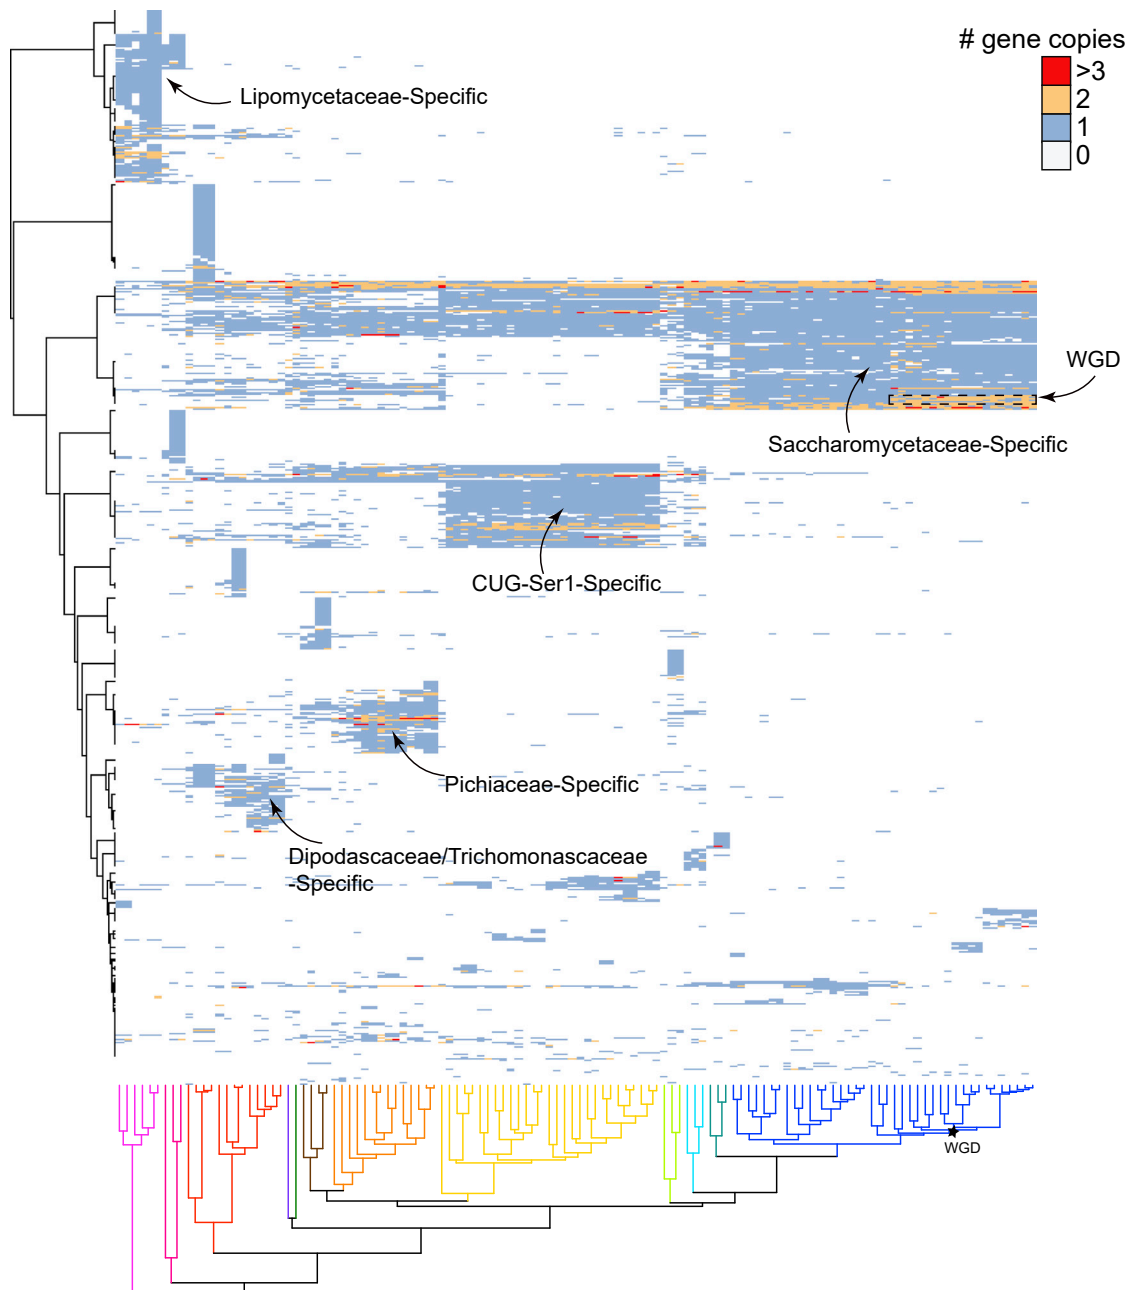 # gene copies
>3
2
1
0
Lipomycetaceae-Specific
WGD
Saccharomycetaceae-Specific
CUG-Ser1-Specific
Pichiaceae-Specific
Dipodascaceae/Trichomonascaceae
-Specific
WGD